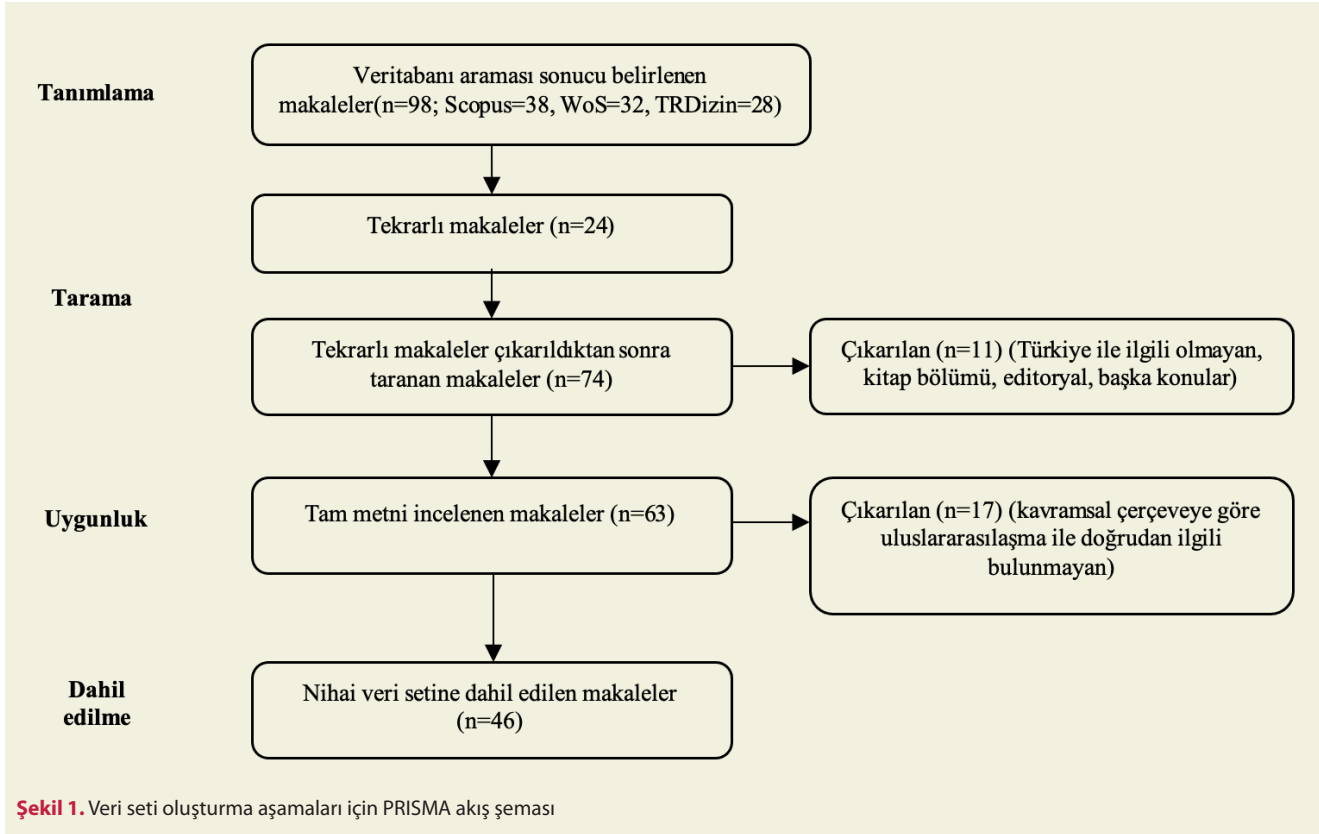 Tanımlama
Veritabanı araması sonucu belirlenen
makaleler(n=98; Scopus=38, WoS=32, TRDizin=28)
Tekrarlı makaleler (n=24)
Tarama
Tekrarlı makaleler çıkarıldıktan sonra
taranan makaleler (n=74)
Çıkarılan (n=11) (Türkiye ile ilgili olmayan,
kitap bölümü, editoryal, başka konular)
Uygunluk
Tam metni incelenen makaleler (n=63)
Çıkarılan (n=17) (kavramsal çerçeveye göre
uluslararasılaşma ile doğrudan ilgili
bulunmayan)
Dahil
edilme
Nihai veri setine dahil edilen makaleler
(n=46)
Şekil 1. Veri seti oluşturma aşamaları için PRISMA akış şeması